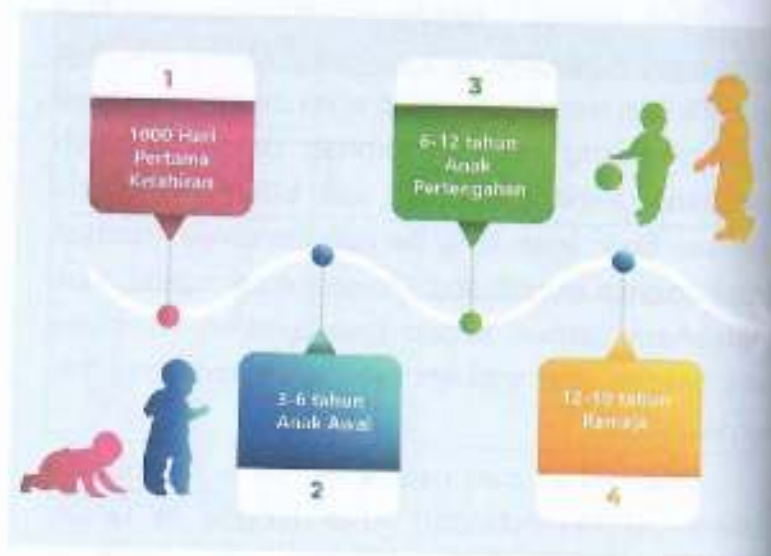 1
1000 Hari
Pertama
Kelahiran
3-6 tahun
Anak Awal
2
3
6-12 tahun
Anak
Pertengahan
tahun
Remaja
4